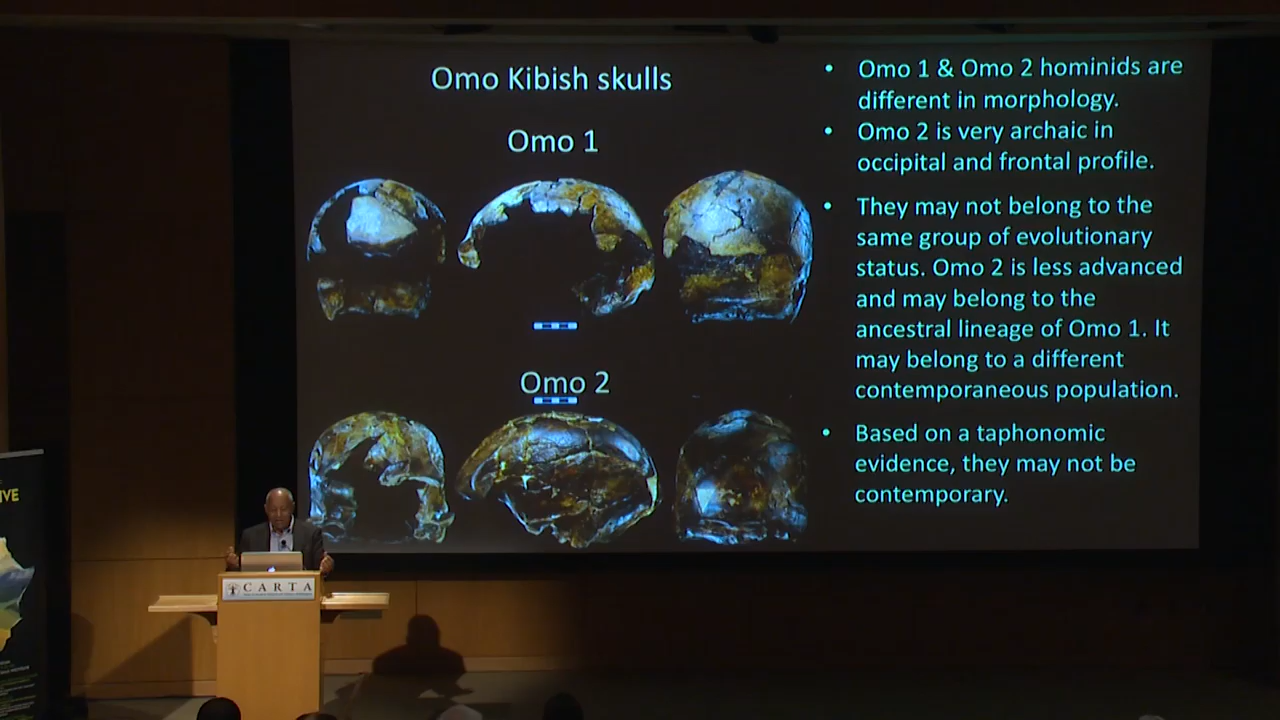 Omo Kibish skulls
Omo 1
Omo 2
• Omo 1 & Omo 2 hominids are
different in morphology.
• Omo 2 is very archaic in
occipital and frontal profile.
• They may not belong to the
same group of evolutionary
status. Omo 2 is less advanced
and may belong to the
ancestral lineage of Omo 1. It
may belong to a different
contemporaneous population.
• Based on a taphonomic
evidence, they may not be
contemporary.
CARTA